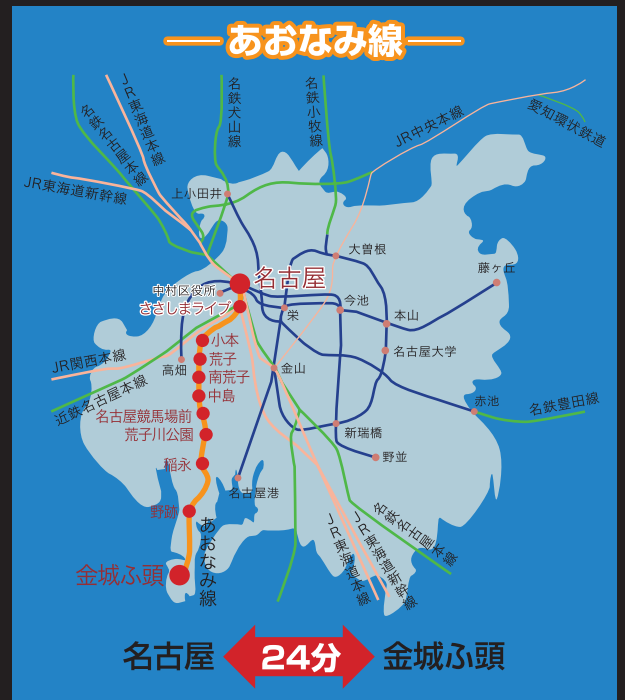 あおなみ線
名鉄名古屋本線
JR東海道本線
名鉄犬山線
名鉄小牧線
JR中央本線
愛知環状鉄道
JR東海道新幹線
上小田井
大曽根
藤ヶ丘
名古屋
中村区役所
ささしまライブ
栄
今池
本山
小本
名古屋大学
JR関西本線
荒子
高畑
金山
南荒子
近鉄名古屋本線
中島
赤池
名鉄豊田線
名古屋競馬場前
荒子川公園
新瑞橋
稲永
野並
名古屋港
野跡
あおなみ線
JR東海道本線
JR東海道新幹線
名鉄名古屋本線
金城ふ頭
名古屋 24分 金城ふ頭